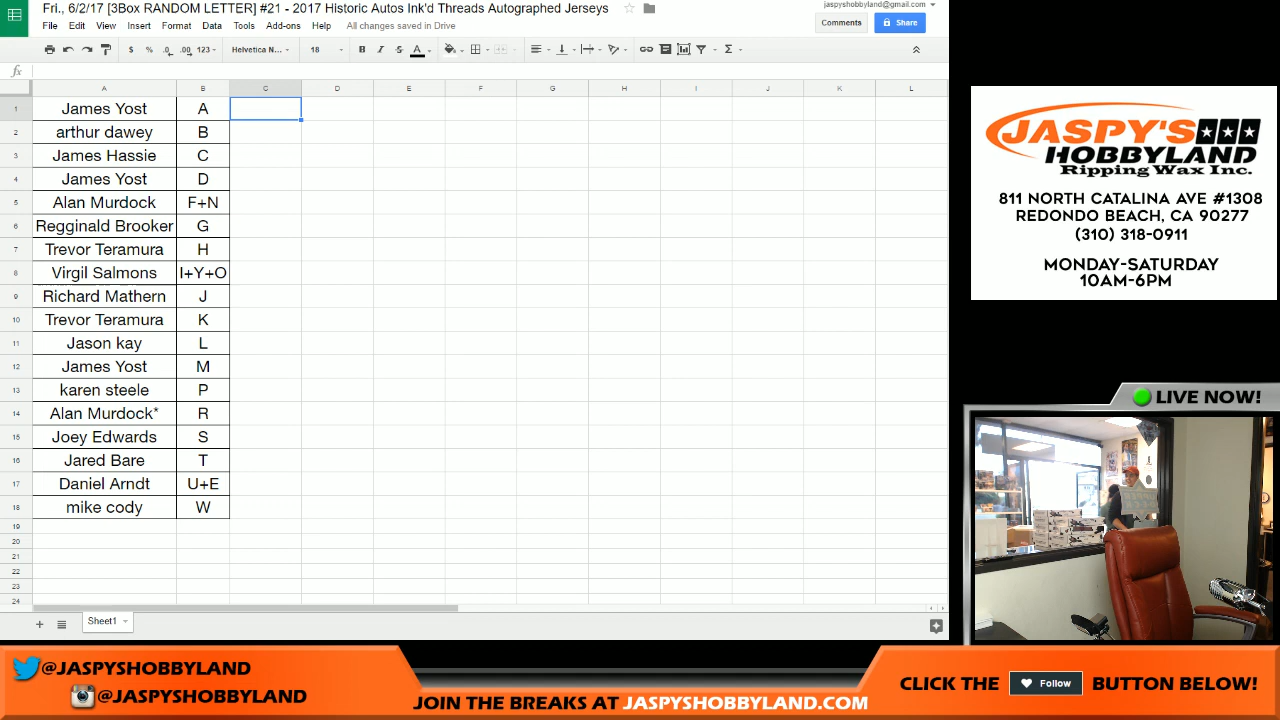 Fri., 6/2/17 [3Box RANDOM LETTER] #21 - 2017 Historic Autos Ink'd Threads Autographed Jerseys
jaspyshobbyland@gmail.com
File Edit View Insert Format Data Tools Add-ons Help All changes saved in Drive
Comments Share
$ % .0 .00 123 Helvetica N... 18 B I S A Σ
fx
A B C D E F G H I J K L
1 James Yost A
2 arthur dawey B
3 James Hassie C
4 James Yost D
5 Alan Murdock F+N
6 Regginald Brooker G
7 Trevor Teramura H
8 Virgil Salmons I+Y+O
9 Richard Mathern J
10 Trevor Teramura K
11 Jason kay L
12 James Yost M
13 karen steele P
14 Alan Murdock* R
15 Joey Edwards S
16 Jared Bare T
17 Daniel Arndt U+E
18 mike cody W
19
20
21
22
23
24
Sheet1
JASPY'S
HOBBYLAND
Ripping Wax Inc.
811 NORTH CATALINA AVE #1308
REDONDO BEACH, CA 90277
(310) 318-0911
MONDAY-SATURDAY
10AM-6PM
LIVE NOW!
@JASPYSHOBBYLAND
@JASPYSHOBBYLAND
JOIN THE BREAKS AT JASPYSHOBBYLAND.COM
CLICK THE Follow BUTTON BELOW!